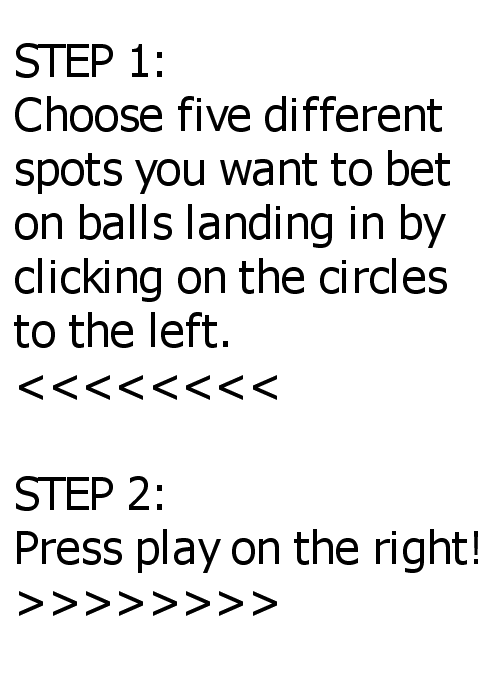 STEP 1:
Choose five different
spots you want to bet
on balls landing in by
clicking on the circles
to the left.
<<<<<<<<
STEP 2:
Press play on the right!
>>>>>>>>